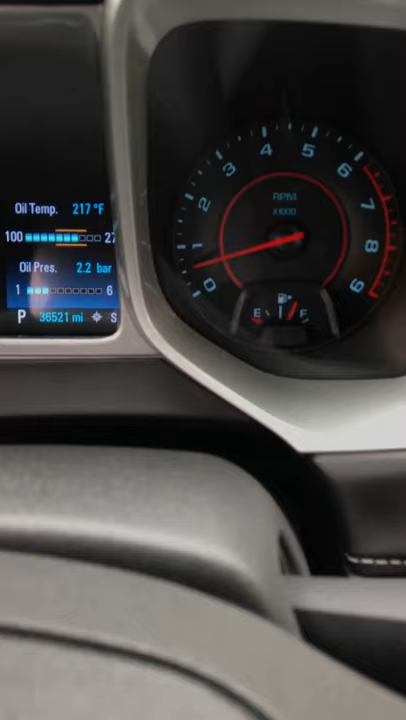 Oil Temp. 217 °F
100
Oil Pres. 2.2 bar
1 6
P 36521 mi S
RPM
X1000
0 1 2 3 4 5 6 7 8 9
E F